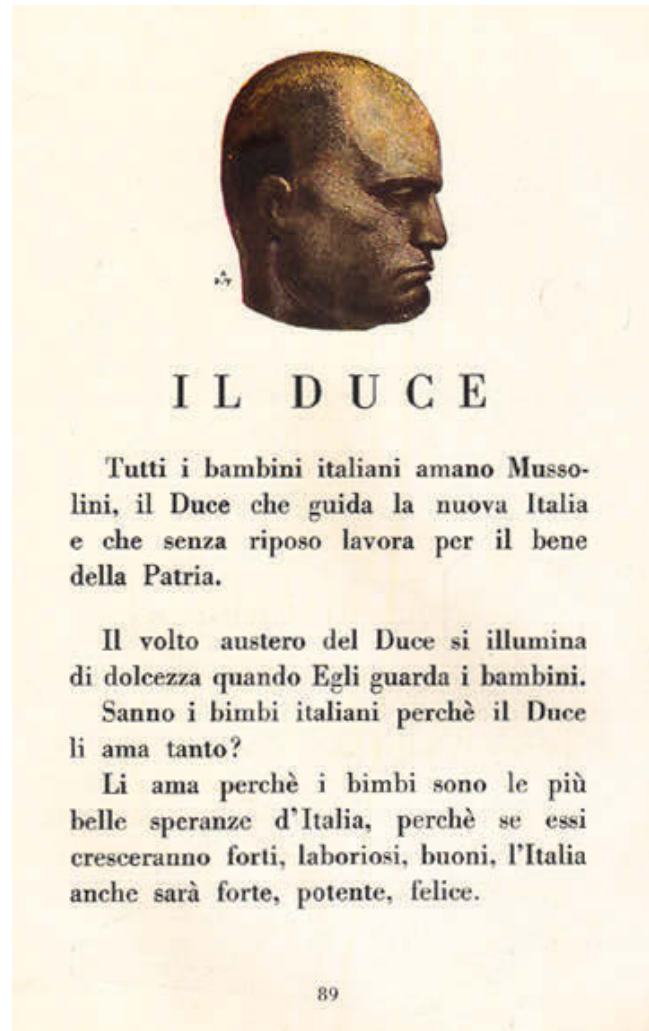 IL DUCE
Tutti i bambini italiani amano Musso-
lini, il Duce che guida la nuova Italia
e che senza riposo lavora per il bene
della Patria.
Il volto austero del Duce si illumina
di dolcezza quando Egli guarda i bambini.
Sanno i bimbi italiani perchè il Duce
li ama tanto?
Li ama perchè i bimbi sono le più
belle speranze d'Italia, perchè se essi
cresceranno forti, laboriosi, buoni, l'Italia
anche sarà forte, potente, felice.
89